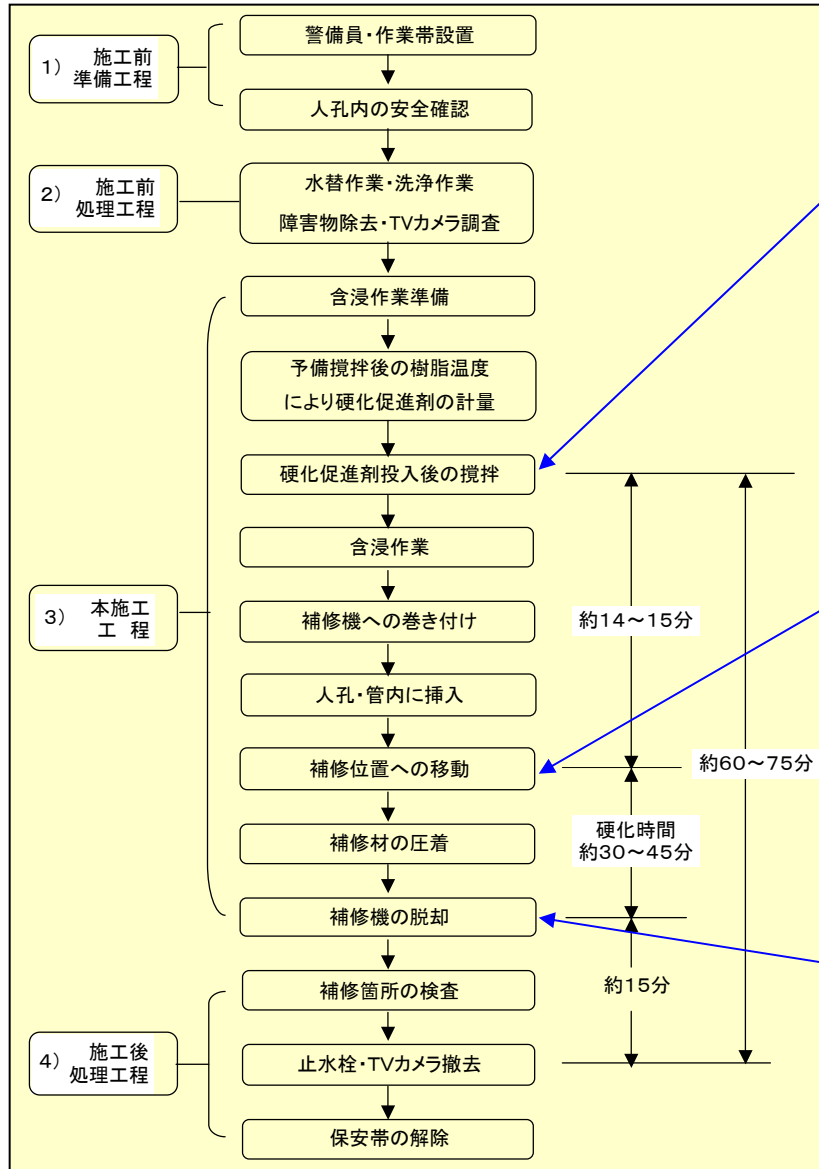 警備員・作業帯設置
1) 施工前
準備工程
人孔内の安全確認
水替作業・洗浄作業
障害物除去・TVカメラ調査
2) 施工前
処理工程
含浸作業準備
予備撹拌後の樹脂温度
により硬化促進剤の計量
硬化促進剤投入後の撹拌
含浸作業
3) 本施工
工 程
補修機への巻き付け
約14～15分
人孔・管内に挿入
補修位置への移動
約60～75分
補修材の圧着
硬化時間
約30～45分
補修機の脱却
補修箇所の検査
約15分
4) 施工後
処理工程
止水栓・TVカメラ撤去
保安帯の解除